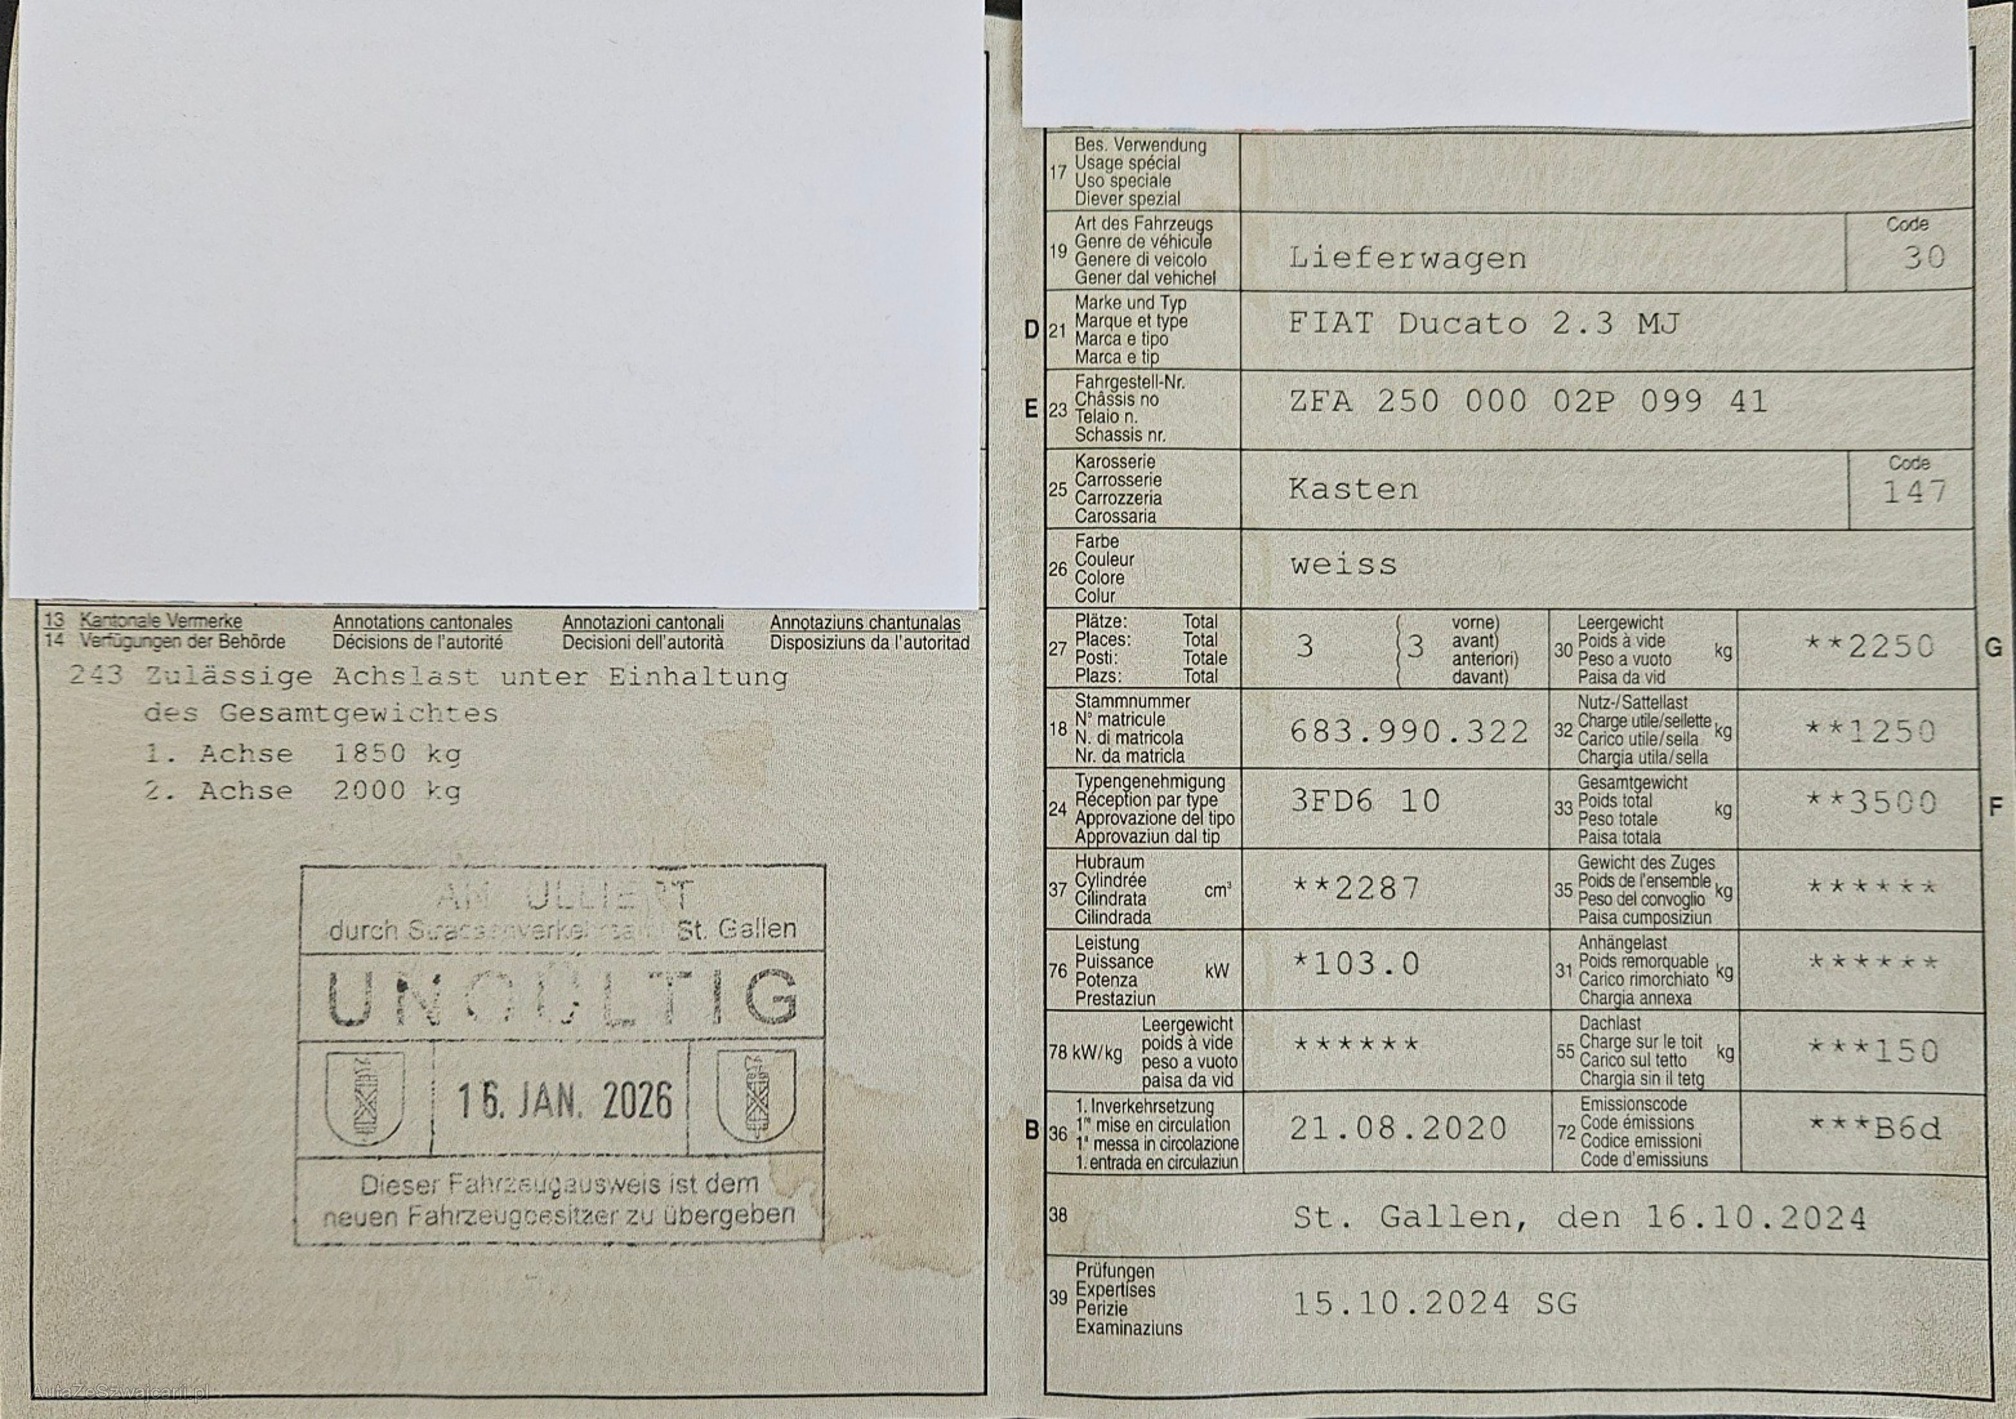 13 Kantonale Vermerke Annotations cantonales Annotazioni cantonali Annotaziuns chantunalas
14 Verfügungen der Behörde Décisions de l'autorité Decisioni dell'autorità Disposiziuns da l'autoritad
243 Zulässige Achslast unter Einhaltung
des Gesamtgewichtes
1. Achse 1850 kg
2. Achse 2000 kg
ANNULLIERT
durch Strassenverkehrsamt St. Gallen
UNGÜLTIG
16. JAN. 2026
Dieser Fahrzeugausweis ist dem
neuen Fahrzeugbesitzer zu übergeben
AutaZeSzwajcarii.pl
17
Bes. Verwendung
Usage spécial
Uso speciale
Diever spezial
19
Art des Fahrzeugs
Genre de véhicule
Genere di veicolo
Gener dal vehichel
Lieferwagen
Code
30
D 21
Marke und Typ
Marque et type
Marca e tipo
Marca e tip
FIAT Ducato 2.3 MJ
E 23
Fahrgestell-Nr.
Châssis no
Telaio n.
Schassis nr.
ZFA 250 000 02P 099 41
25
Karosserie
Carrosserie
Carrozzeria
Carossaria
Kasten
Code
147
26
Farbe
Couleur
Colore
Colur
weiss
27
Plätze: Total
Places: Total
Posti: Totale
Plazs: Total
3 (3
vorne)
avant)
anteriori)
davant)
30
Leergewicht
Poids à vide
Peso a vuoto
Paisa da vid
kg
**2250
G
18
Stammnummer
N° matricule
N. di matricola
Nr. da matricla
683.990.322
32
Nutz-/Sattellast
Charge utile/sellette
Carico utile/sella
Chargia utila/sella
kg
**1250
24
Typengenehmigung
Réception par type
Approvazione del tipo
Approvaziun dal tip
3FD6 10
33
Gesamtgewicht
Poids total
Peso totale
Paisa totala
kg
**3500
F
37
Hubraum
Cylindrée
Cilindrata
Cilindrada
cm³
**2287
35
Gewicht des Zuges
Poids de l'ensemble
Peso del convoglio
Paisa cumposiziun
kg
******
76
Leistung
Puissance
Potenza
Prestaziun
kW
*103.0
31
Anhängelast
Poids remorquable
Carico rimorchiato
Chargia annexa
kg
******
78 kW/kg
Leergewicht
poids à vide
peso a vuoto
paisa da vid
******
55
Dachlast
Charge sur le toit
Carico sul tetto
Chargia sin il tetg
kg
***150
B 36
1. Inverkehrsetzung
1re mise en circulation
1a messa in circolazione
1. entrada en circulaziun
21.08.2020
72
Emissionscode
Code émissions
Codice emissioni
Code d'emissiuns
***B6d
38
St. Gallen, den 16.10.2024
39
Prüfungen
Expertises
Perizie
Examinaziuns
15.10.2024 SG